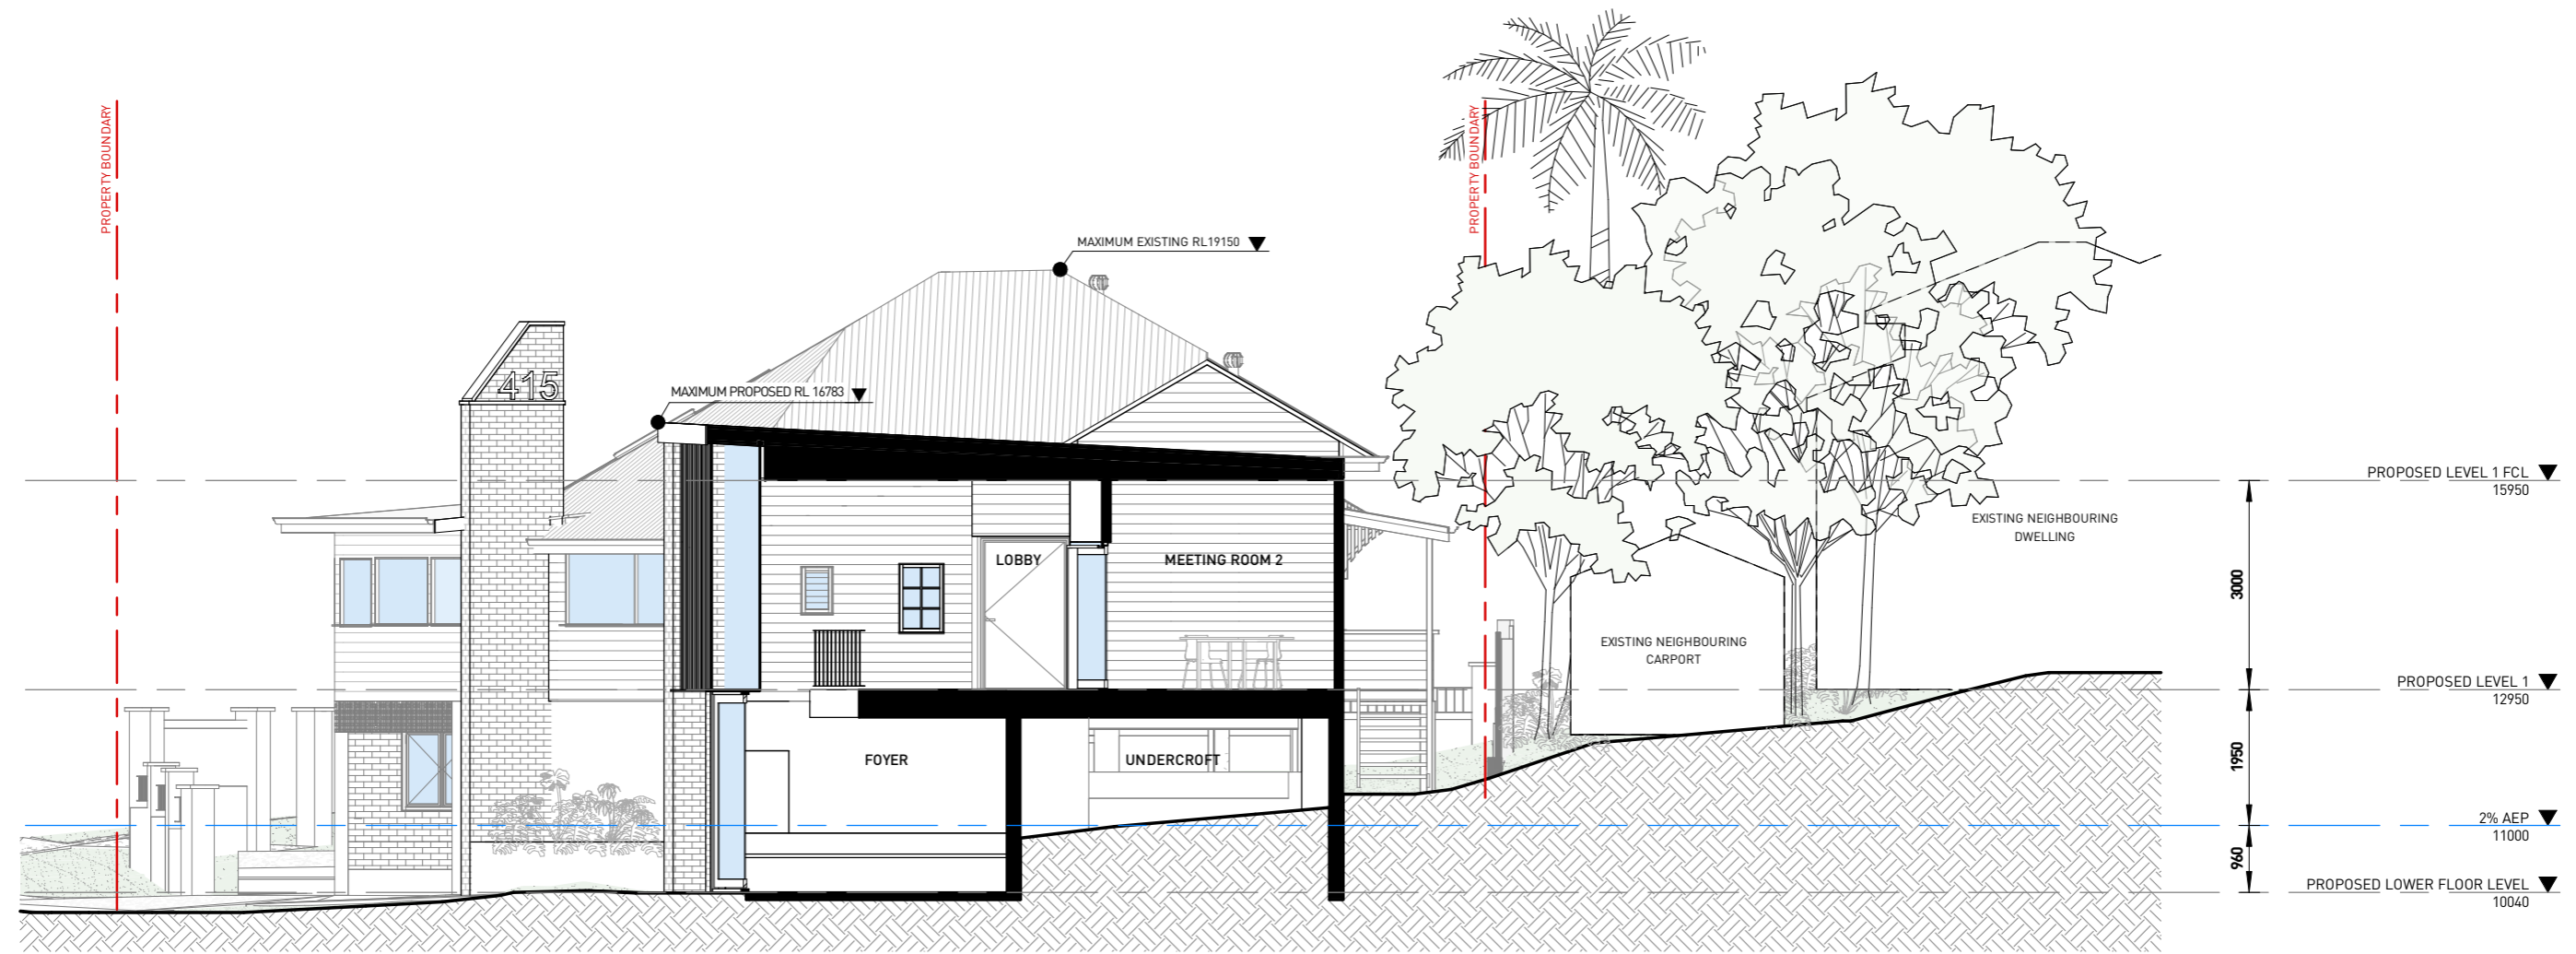 PROPERTY BOUNDARY
PROPERTY BOUNDARY
MAXIMUM EXISTING RL19150
415
MAXIMUM PROPOSED RL 16783
PROPOSED LEVEL 1 FCL
15950
EXISTING NEIGHBOURING
DWELLING
LOBBY
MEETING ROOM 2
3000
EXISTING NEIGHBOURING
CARPORT
PROPOSED LEVEL 1
12950
FOYER
UNDERCROFT
1950
2% AEP
11000
960
PROPOSED LOWER FLOOR LEVEL
10040